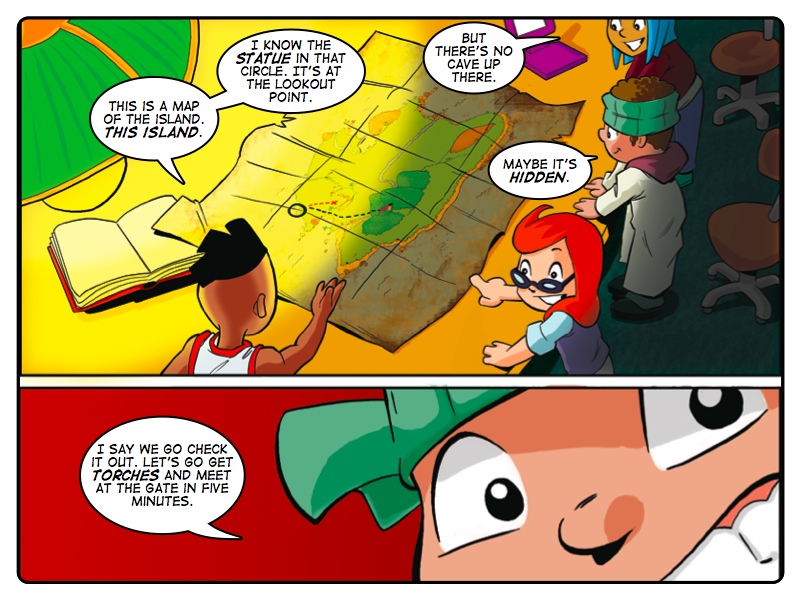 THIS IS A MAP
OF THE ISLAND.
THIS ISLAND.
I KNOW THE
STATUE IN THAT
CIRCLE. IT'S AT
THE LOOKOUT
POINT.
BUT
THERE'S NO
CAVE UP
THERE.
MAYBE IT'S
HIDDEN.
I SAY WE GO CHECK
IT OUT. LET'S GO GET
TORCHES AND MEET
AT THE GATE IN FIVE
MINUTES.